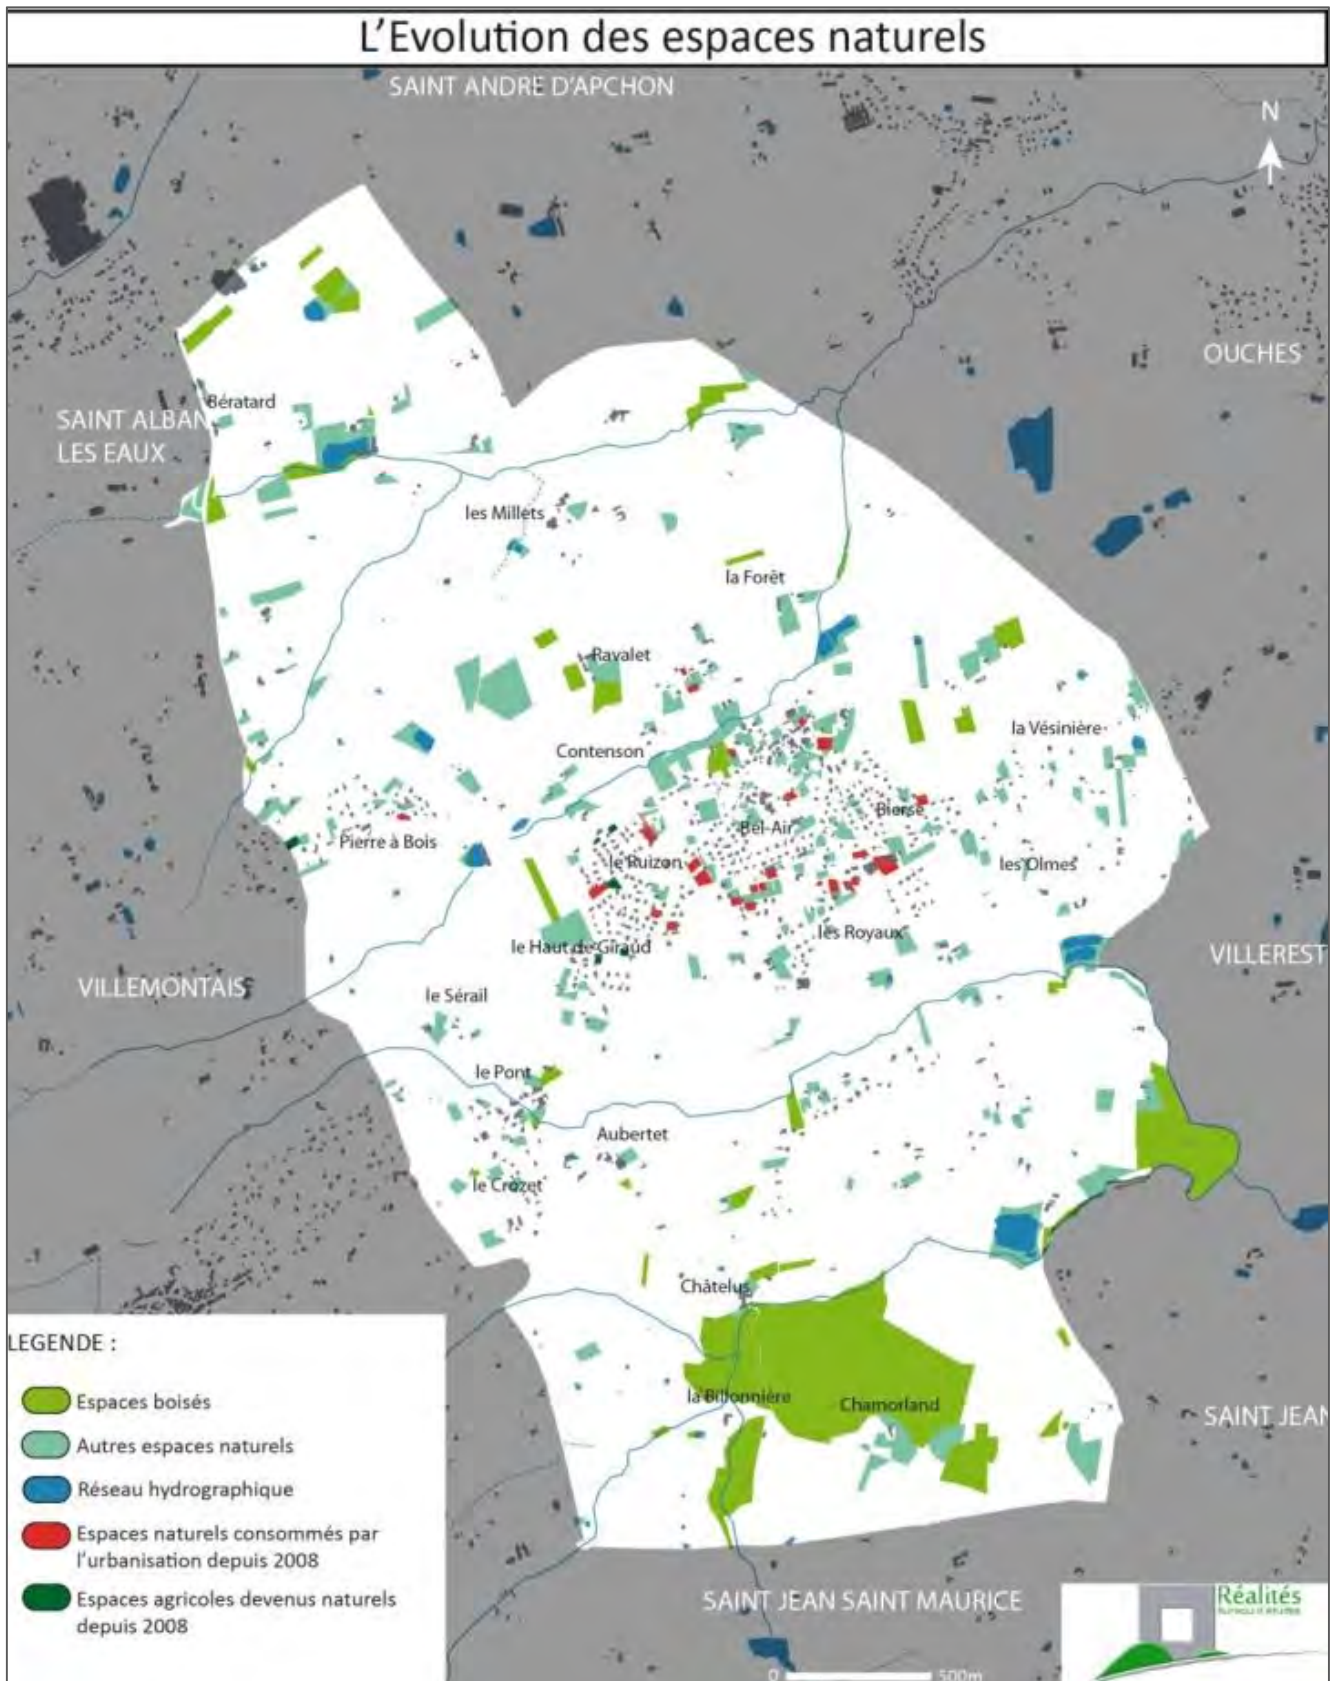 L'Evolution des espaces naturels
SAINT ANDRE D'APCHON
N
OUCHES
Bératard
SAINT ALBAN
LES EAUX
les Millets
la Forêt
Ravalet
la Vésinière
Contenson
Bierse
Bel-Air
Pierre à Bois
le Ruizon
les Olmes
les Royaux
le Haut de Giraud
VILLEREST
VILLEMONTAIS
le Sérail
le Pont
Aubertet
le Crozet
Châtelus
la Billonnière
Chamorland
SAINT JEAN
LEGENDE :
Espaces boisés
Autres espaces naturels
Réseau hydrographique
Espaces naturels consommés par
l'urbanisation depuis 2008
Espaces agricoles devenus naturels
depuis 2008
SAINT JEAN SAINT MAURICE
Réalités
Bureau d'études
0 500m